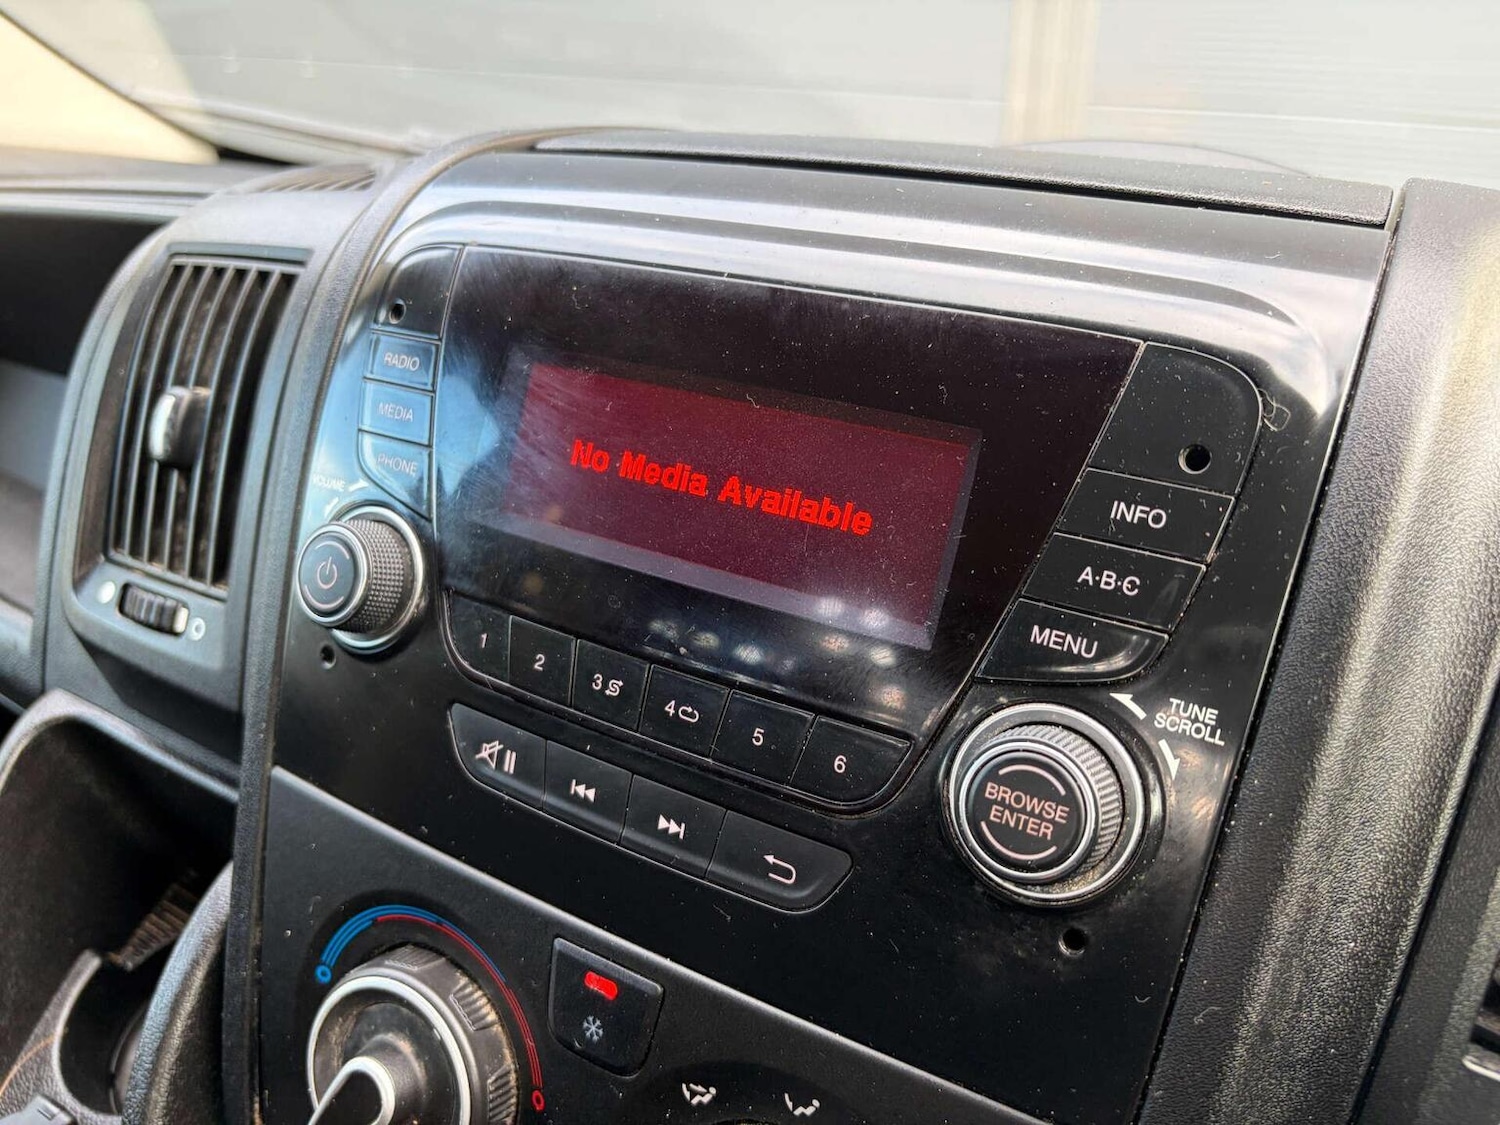 RADIO
MEDIA
PHONE
VOLUME
No Media Available
INFO
A·B·C
MENU
1
2
3
4
5
6
TUNE
SCROLL
BROWSE
ENTER